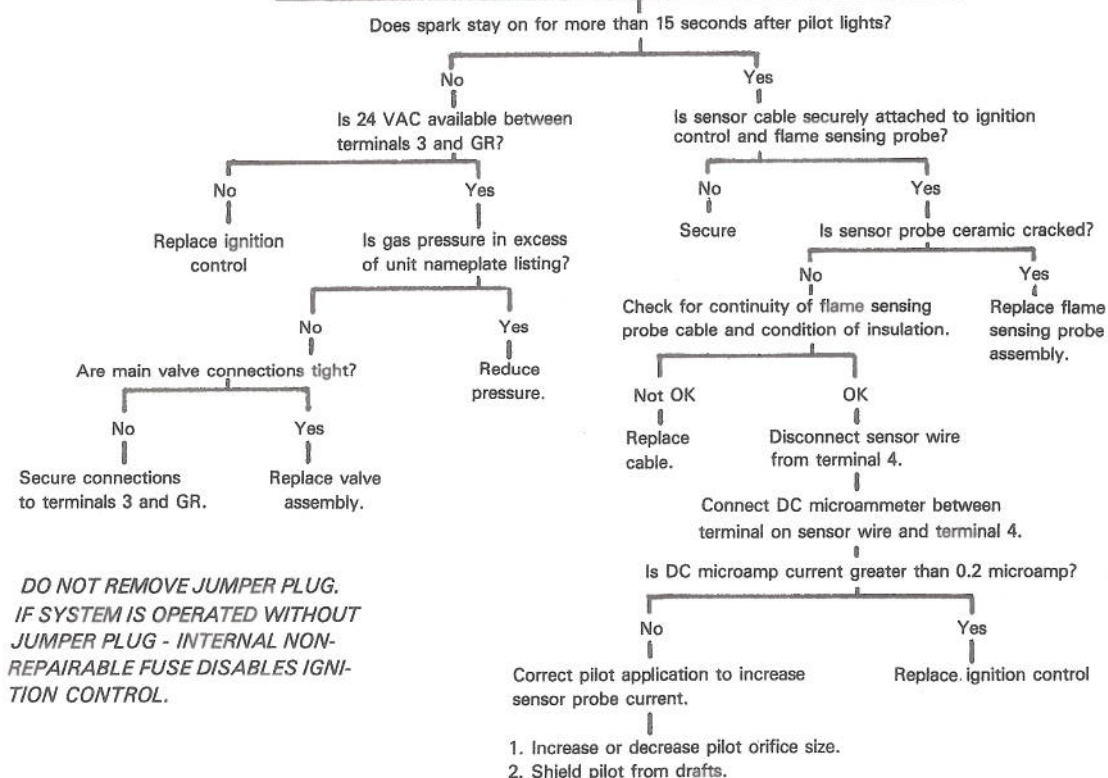 Does spark stay on for more than 15 seconds after pilot lights?
No
Yes
Is 24 VAC available between
terminals 3 and GR?
Is sensor cable securely attached to ignition
control and flame sensing probe?
No
Yes
No
Yes
Replace ignition
control
Is gas pressure in excess
of unit nameplate listing?
Secure
Is sensor probe ceramic cracked?
No
Yes
No
Yes
Check for continuity of flame sensing
probe cable and condition of insulation.
Replace flame
sensing probe
assembly.
Are main valve connections tight?
Reduce
pressure.
Not OK
OK
No
Yes
Replace
cable.
Disconnect sensor wire
from terminal 4.
Secure connections
to terminals 3 and GR.
Replace valve
assembly.
Connect DC microammeter between
terminal on sensor wire and terminal 4.
Is DC microamp current greater than 0.2 microamp?
DO NOT REMOVE JUMPER PLUG.
IF SYSTEM IS OPERATED WITHOUT
JUMPER PLUG - INTERNAL NON-
REPAIRABLE FUSE DISABLES IGNI-
TION CONTROL.
No
Yes
Correct pilot application to increase
sensor probe current.
Replace ignition control
1. Increase or decrease pilot orifice size.
2. Shield pilot from drafts.